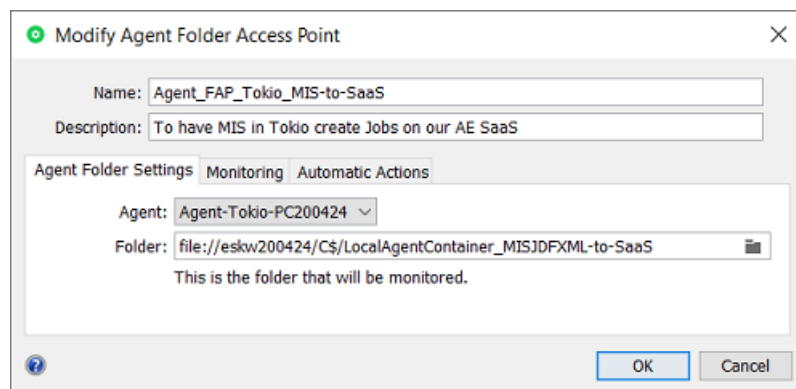 Modify Agent Folder Access Point
Name: Agent_FAP_Tokio_MIS-to-SaaS
Description: To have MIS in Tokio create Jobs on our AE SaaS
Agent Folder Settings Monitoring Automatic Actions
Agent: Agent-Tokio-PC200424
Folder: file://eskw200424/C$/LocalAgentContainer_MISJDFXML-to-SaaS
This is the folder that will be monitored.
OK Cancel